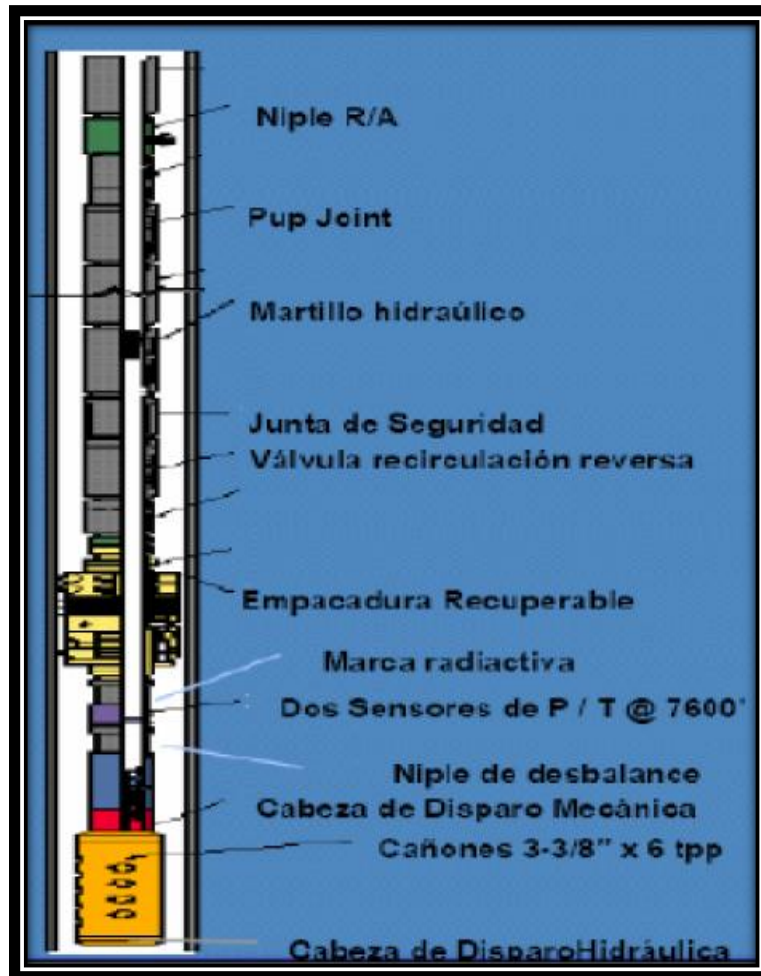 Niple R/A
Pup Joint
Martillo hidraúlico
Junta de Seguridad
Válvula recirculación reversa
Empacadura Recuperable
Marca radiactiva
Dos Sensores de P / T @ 7600'
Niple de desbalance
Cabeza de Disparo Mecánica
Cañones 3-3/8" x 6 tpp
Cabeza de DisparoHidráulica